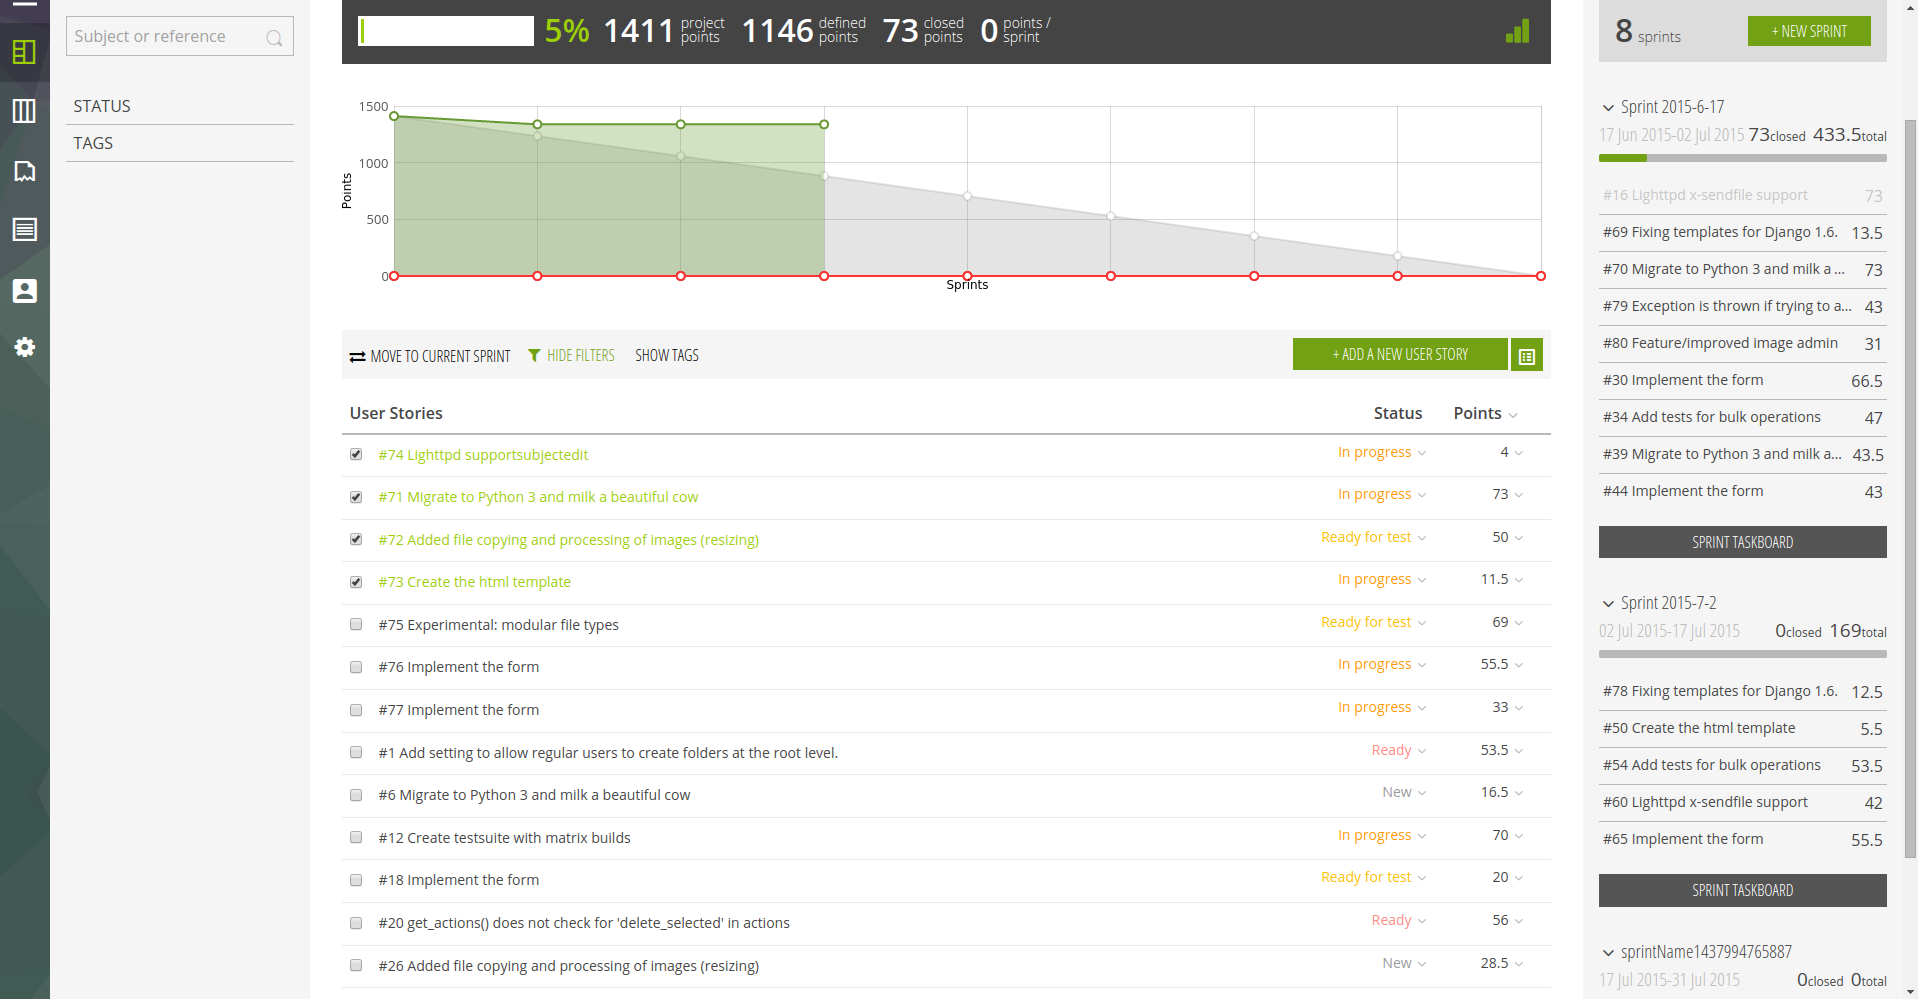 Subject or reference
STATUS
TAGS
5% 1411 project points 1146 defined points 73 closed points 0 points / sprint
1500
1000
500
0
Points
Sprints
MOVE TO CURRENT SPRINT HIDE FILTERS SHOW TAGS + ADD A NEW USER STORY
User Stories Status Points
#74 Lighttpd supportsubjectedit In progress 4
#71 Migrate to Python 3 and milk a beautiful cow In progress 73
#72 Added file copying and processing of images (resizing) Ready for test 50
#73 Create the html template In progress 11.5
#75 Experimental: modular file types Ready for test 69
#76 Implement the form In progress 55.5
#77 Implement the form In progress 33
#1 Add setting to allow regular users to create folders at the root level. Ready 53.5
#6 Migrate to Python 3 and milk a beautiful cow New 16.5
#12 Create testsuite with matrix builds In progress 70
#18 Implement the form Ready for test 20
#20 get_actions() does not check for 'delete_selected' in actions Ready 56
#26 Added file copying and processing of images (resizing) New 28.5
8 sprints + NEW SPRINT
Sprint 2015-6-17
17 Jun 2015-02 Jul 2015 73closed 433.5total
#16 Lighttpd x-sendfile support 73
#69 Fixing templates for Django 1.6. 13.5
#70 Migrate to Python 3 and milk a ... 73
#79 Exception is thrown if trying to a... 43
#80 Feature/improved image admin 31
#30 Implement the form 66.5
#34 Add tests for bulk operations 47
#39 Migrate to Python 3 and milk a... 43.5
#44 Implement the form 43
SPRINT TASKBOARD
Sprint 2015-7-2
02 Jul 2015-17 Jul 2015 0closed 169total
#78 Fixing templates for Django 1.6. 12.5
#50 Create the html template 5.5
#54 Add tests for bulk operations 53.5
#60 Lighttpd x-sendfile support 42
#65 Implement the form 55.5
SPRINT TASKBOARD
sprintName1437994765887
17 Jul 2015-31 Jul 2015 0closed 0total